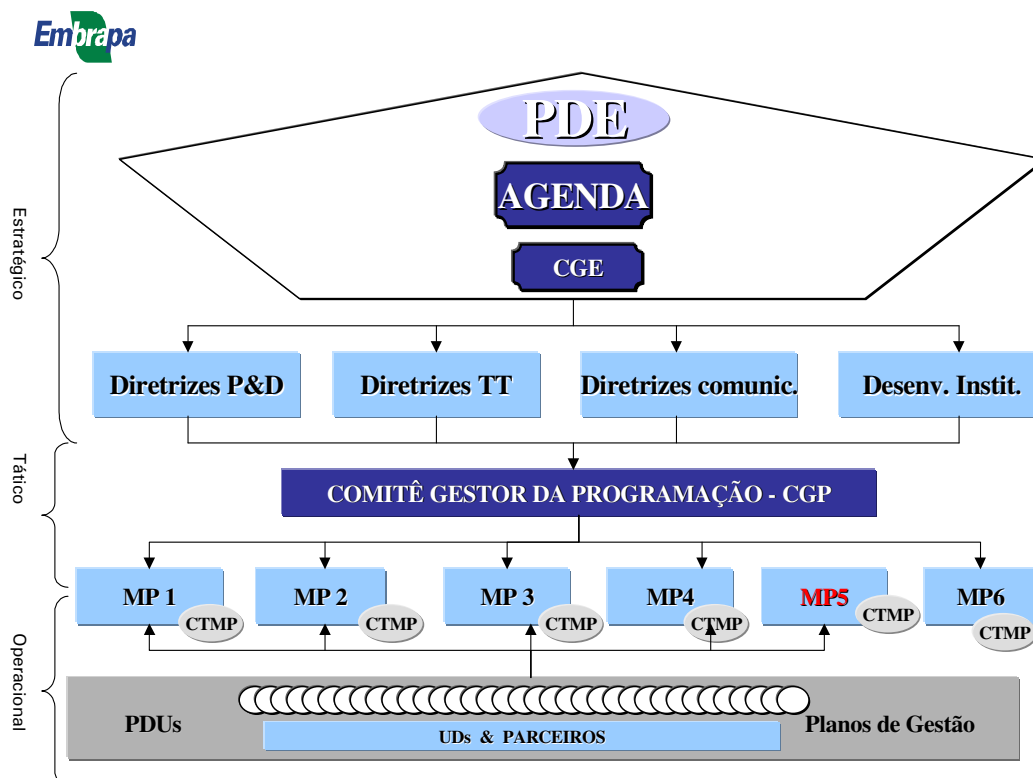 Embrapa
PDE
AGENDA
CGE
Estratégico
Diretrizes P&D
Diretrizes TT
Diretrizes comunic.
Desenv. Instit.
Tático
COMITÊ GESTOR DA PROGRAMAÇÃO - CGP
MP 1
MP 2
MP 3
MP4
MP5
MP6
CTMP
CTMP
CTMP
CTMP
CTMP
CTMP
Operacional
PDUs
Planos de Gestão
UDs & PARCEIROS